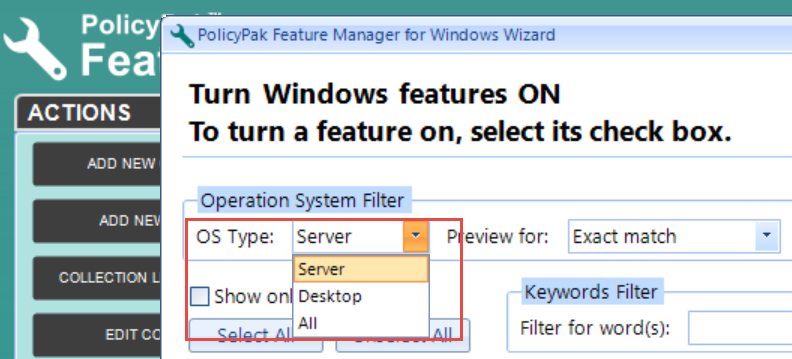 Policy
Fea
PolicyPak Feature Manager for Windows Wizard
Turn Windows features ON
To turn a feature on, select its check box.
ACTIONS
ADD NEW
ADD NEW
COLLECTION L
EDIT CO
Operation System Filter
OS Type: Server Preview for: Exact match
Server
Desktop
All
Show onl
Select All Unselect All
Keywords Filter
Filter for word(s):